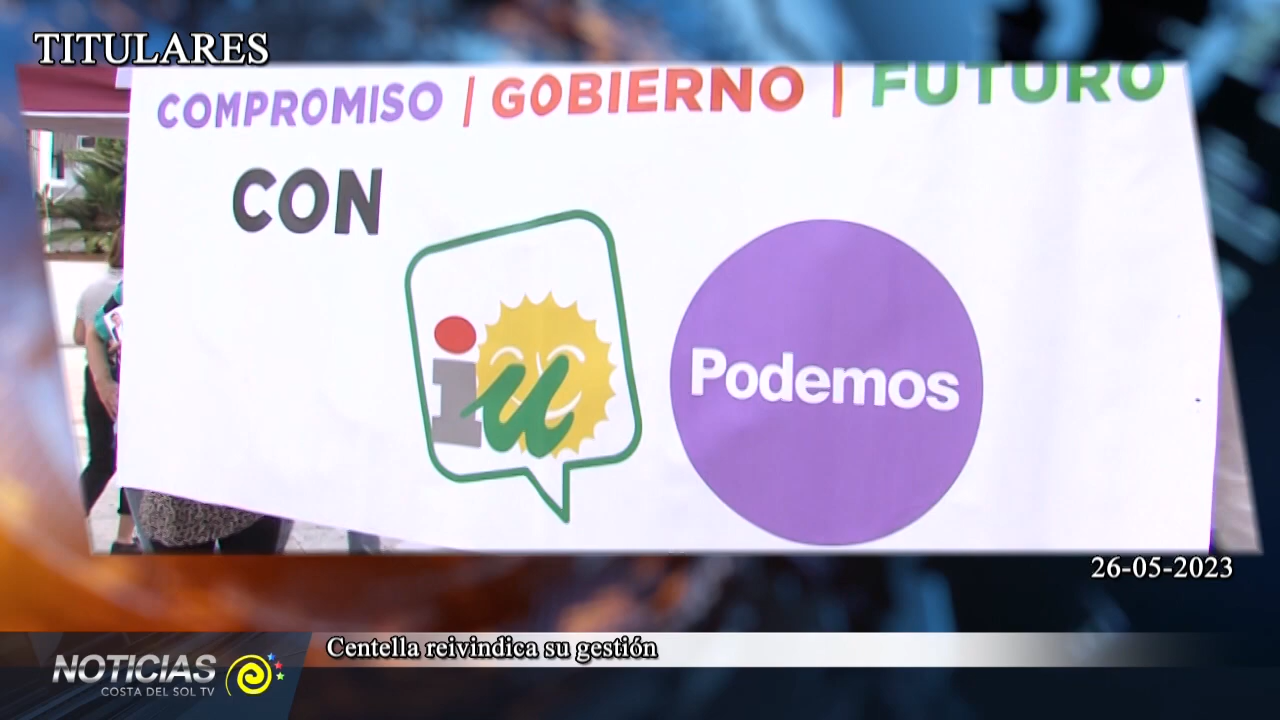 TITULARES
COMPROMISO | GOBIERNO | FUTURO
CON
iu
Podemos
26-05-2023
Centella reivindica su gestión
NOTICIAS
COSTA DEL SOL TV